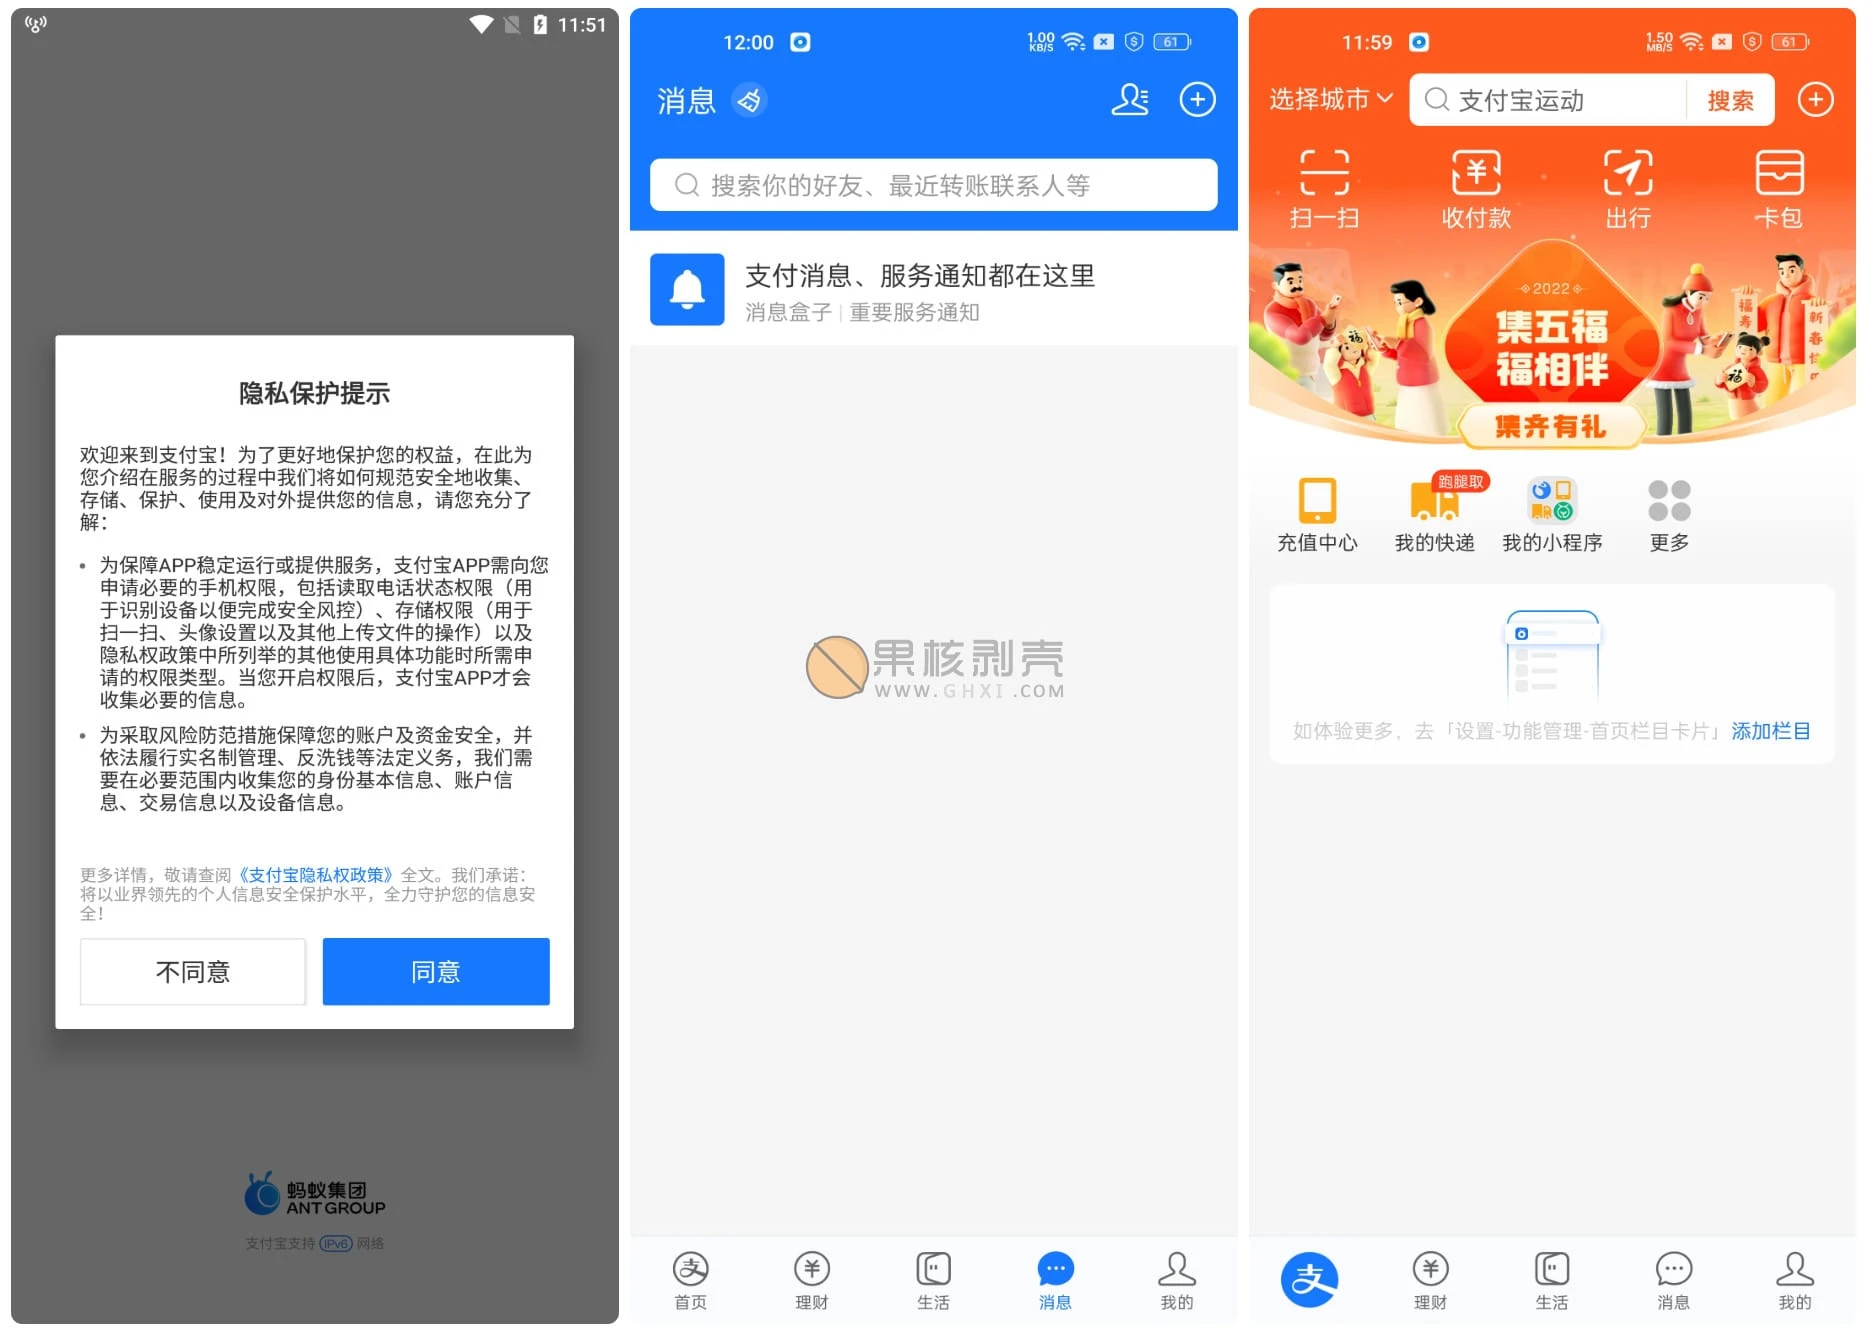 11:51
隐私保护提示
欢迎来到支付宝！为了更好地保护您的权益，在此为
您介绍在服务的过程中我们将如何规范安全地收集、
存储、保护、使用及对外提供您的信息，请您充分了
解：
• 为保障APP稳定运行或提供服务，支付宝APP需向您
申请必要的手机权限，包括读取电话状态权限（用
于识别设备以便完成安全风控）、存储权限（用于
扫一扫、头像设置以及其他上传文件的操作）以及
隐私权政策中所列举的其他使用具体功能时所需申
请的权限类型。当您开启权限后，支付宝APP才会
收集必要的信息。
• 为采取风险防范措施保障您的账户及资金安全，并
依法履行实名制管理、反洗钱等法定义务，我们需
要在必要范围内收集您的身份基本信息、账户信
息、交易信息以及设备信息。
更多详情，敬请查阅《支付宝隐私权政策》全文。我们承诺：
将以业界领先的个人信息安全保护水平，全力守护您的信息安
全！
不同意
同意
蚂蚁集团
ANT GROUP
支付宝支持 IPv6 网络
12:00
1.00 KB/S
61
消息
搜索你的好友、最近转账联系人等
支付消息、服务通知都在这里
消息盒子 | 重要服务通知
果核剥壳
WWW.GHXI.COM
首页
理财
生活
消息
我的
11:59
1.50 MB/S
61
选择城市
支付宝运动
搜索
扫一扫
收付款
出行
卡包
2022
集五福
福相伴
集齐有礼
福
福
福寿
新春
跑腿取
充值中心
我的快递
我的小程序
更多
如体验更多，去「设置-功能管理-首页栏目卡片」 添加栏目
支
理财
生活
消息
我的